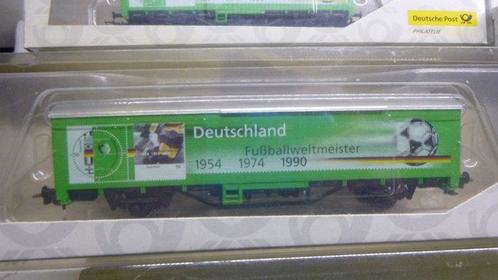 Deutsche Post
PHILATELIE
Deutschland
Fußballweltmeister
1954 1974 1990